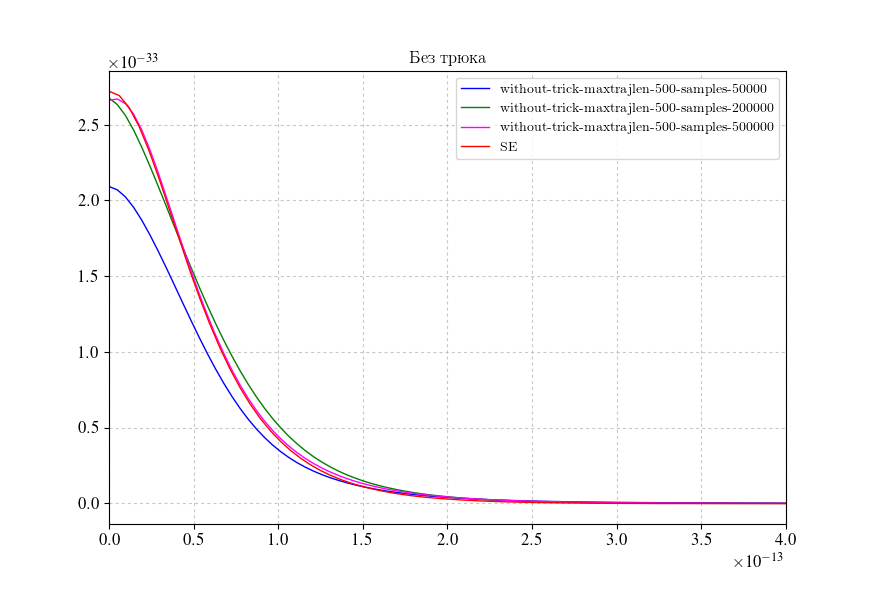 Без трюка
×10⁻³³
without-trick-maxtrajlen-500-samples-50000
without-trick-maxtrajlen-500-samples-200000
without-trick-maxtrajlen-500-samples-500000
SE
2.5
2.0
1.5
1.0
0.5
0.0
0.0 0.5 1.0 1.5 2.0 2.5 3.0 3.5 4.0
×10⁻¹³